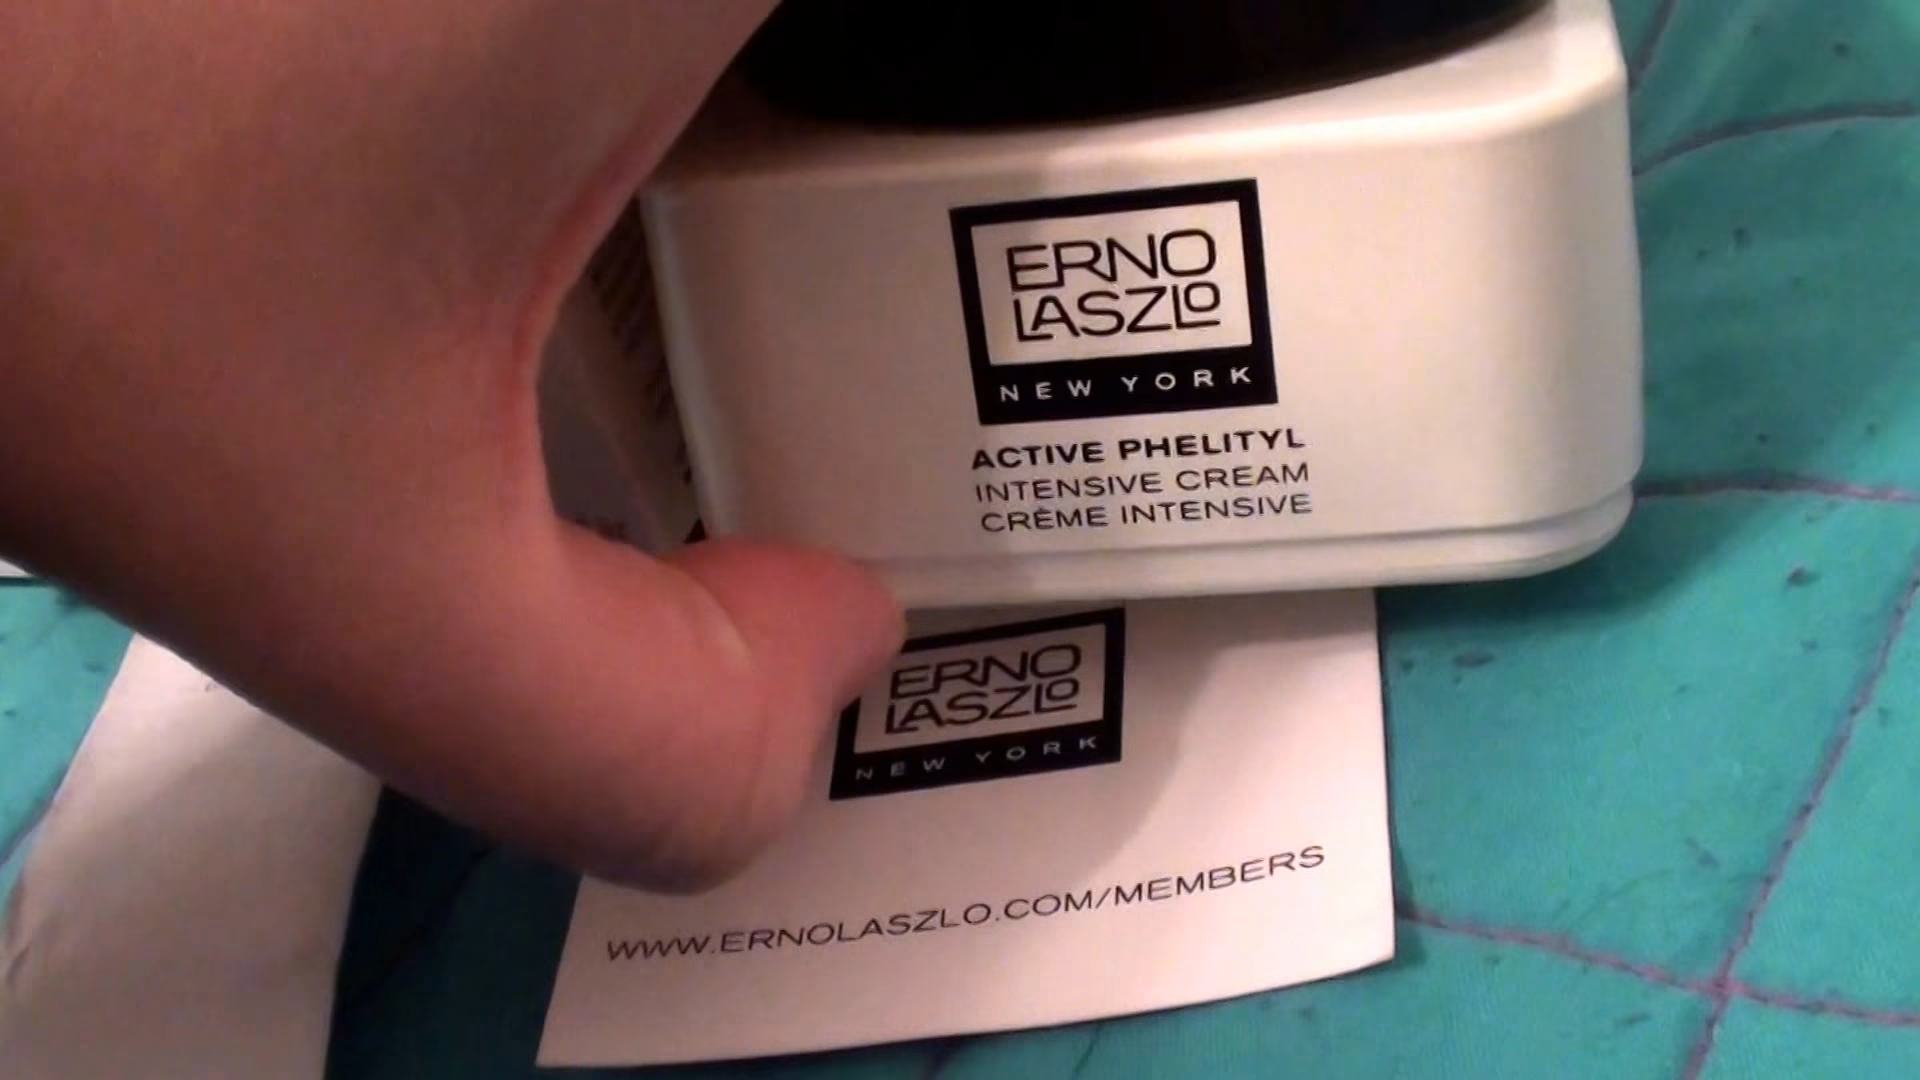 ERNO
LASZLO
NEW YORK
ACTIVE PHELITYL
INTENSIVE CREAM
CRÈME INTENSIVE
ERNO
LASZLO
NEW YORK
WWW.ERNOLASZLO.COM/MEMBERS